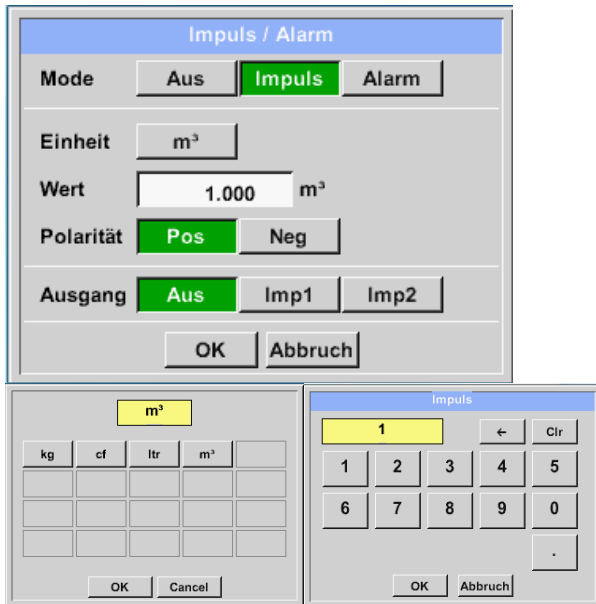 Impuls / Alarm
Mode Aus Impuls Alarm
Einheit m³
Wert 1.000 m³
Polarität Pos Neg
Ausgang Aus Imp1 Imp2
OK Abbruch
m³
kg cf ltr m³
OK Cancel
Impuls
1 ← Clr
1 2 3 4 5
6 7 8 9 0
.
OK Abbruch